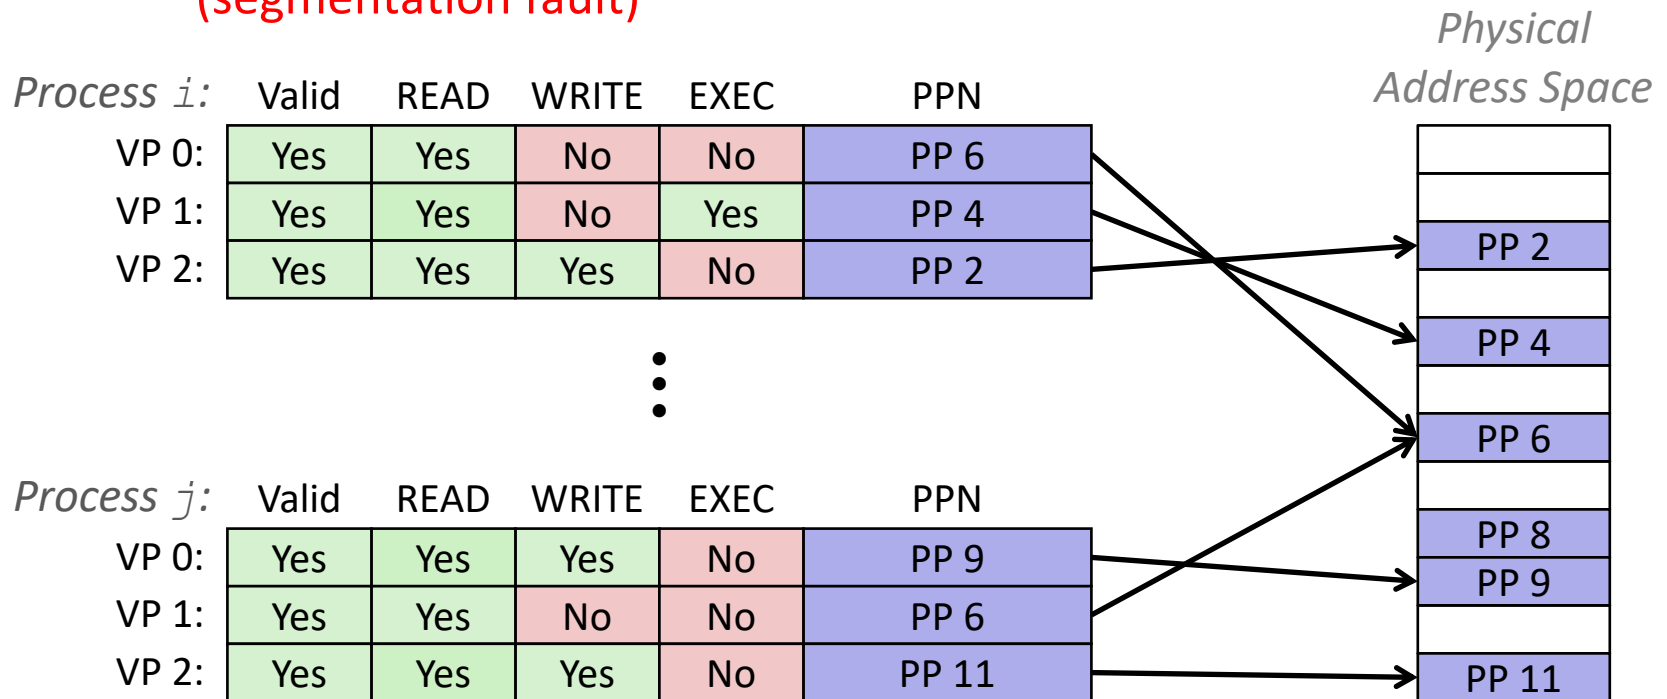 (segmentation fault)
Physical
Address Space
Process i: Valid READ WRITE EXEC PPN
VP 0: Yes Yes No No PP 6
VP 1: Yes Yes No Yes PP 4
VP 2: Yes Yes Yes No PP 2
PP 2
PP 4
PP 6
Process j: Valid READ WRITE EXEC PPN
VP 0: Yes Yes Yes No PP 9
VP 1: Yes Yes No No PP 6
VP 2: Yes Yes Yes No PP 11
PP 8
PP 9
PP 11